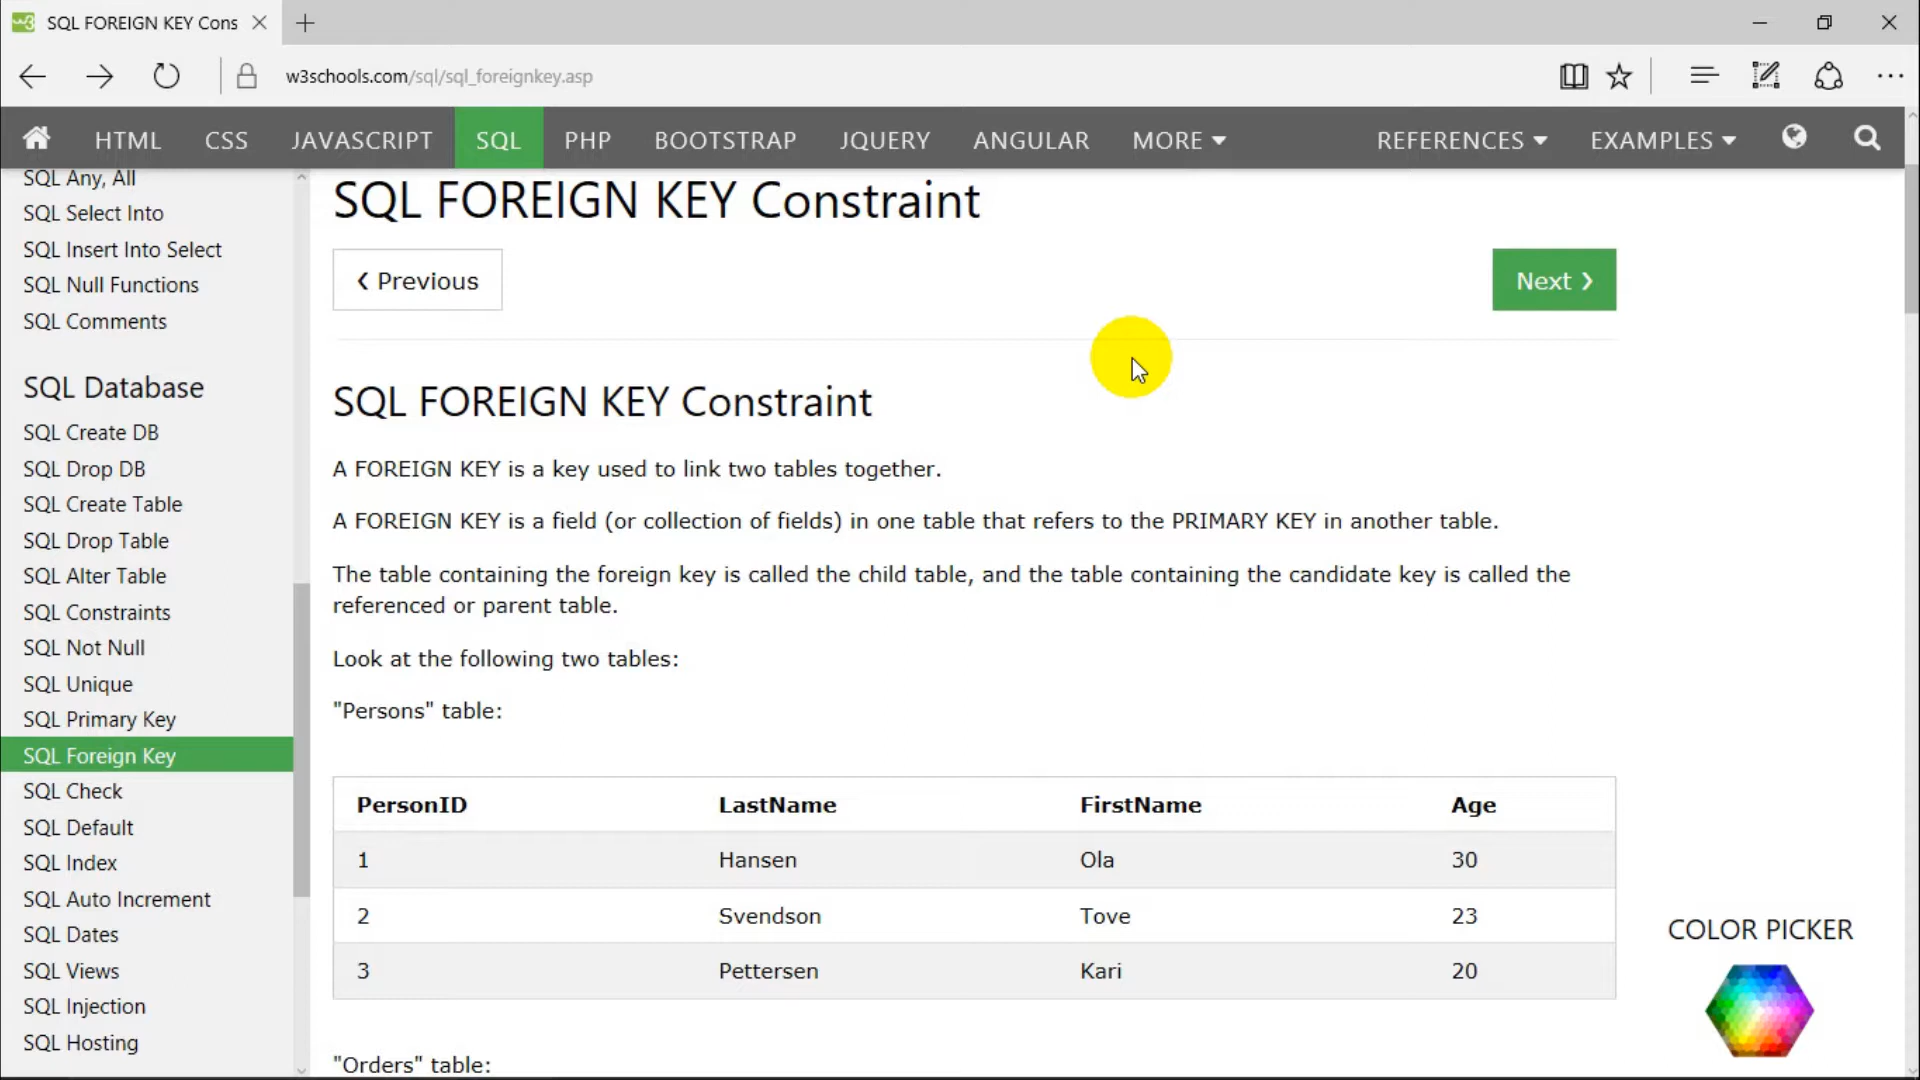 SQL FOREIGN KEY Cons
w3schools.com/sql/sql_foreignkey.asp
HTML CSS JAVASCRIPT SQL PHP BOOTSTRAP JQUERY ANGULAR MORE REFERENCES EXAMPLES
SQL Any, All
SQL Select Into
SQL Insert Into Select
SQL Null Functions
SQL Comments
SQL Database
SQL Create DB
SQL Drop DB
SQL Create Table
SQL Drop Table
SQL Alter Table
SQL Constraints
SQL Not Null
SQL Unique
SQL Primary Key
SQL Foreign Key
SQL Check
SQL Default
SQL Index
SQL Auto Increment
SQL Dates
SQL Views
SQL Injection
SQL Hosting
SQL FOREIGN KEY Constraint
❮ Previous
Next ❯
SQL FOREIGN KEY Constraint
A FOREIGN KEY is a key used to link two tables together.
A FOREIGN KEY is a field (or collection of fields) in one table that refers to the PRIMARY KEY in another table.
The table containing the foreign key is called the child table, and the table containing the candidate key is called the
referenced or parent table.
Look at the following two tables:
"Persons" table:
PersonID LastName FirstName Age
1 Hansen Ola 30
2 Svendson Tove 23
3 Pettersen Kari 20
"Orders" table:
COLOR PICKER